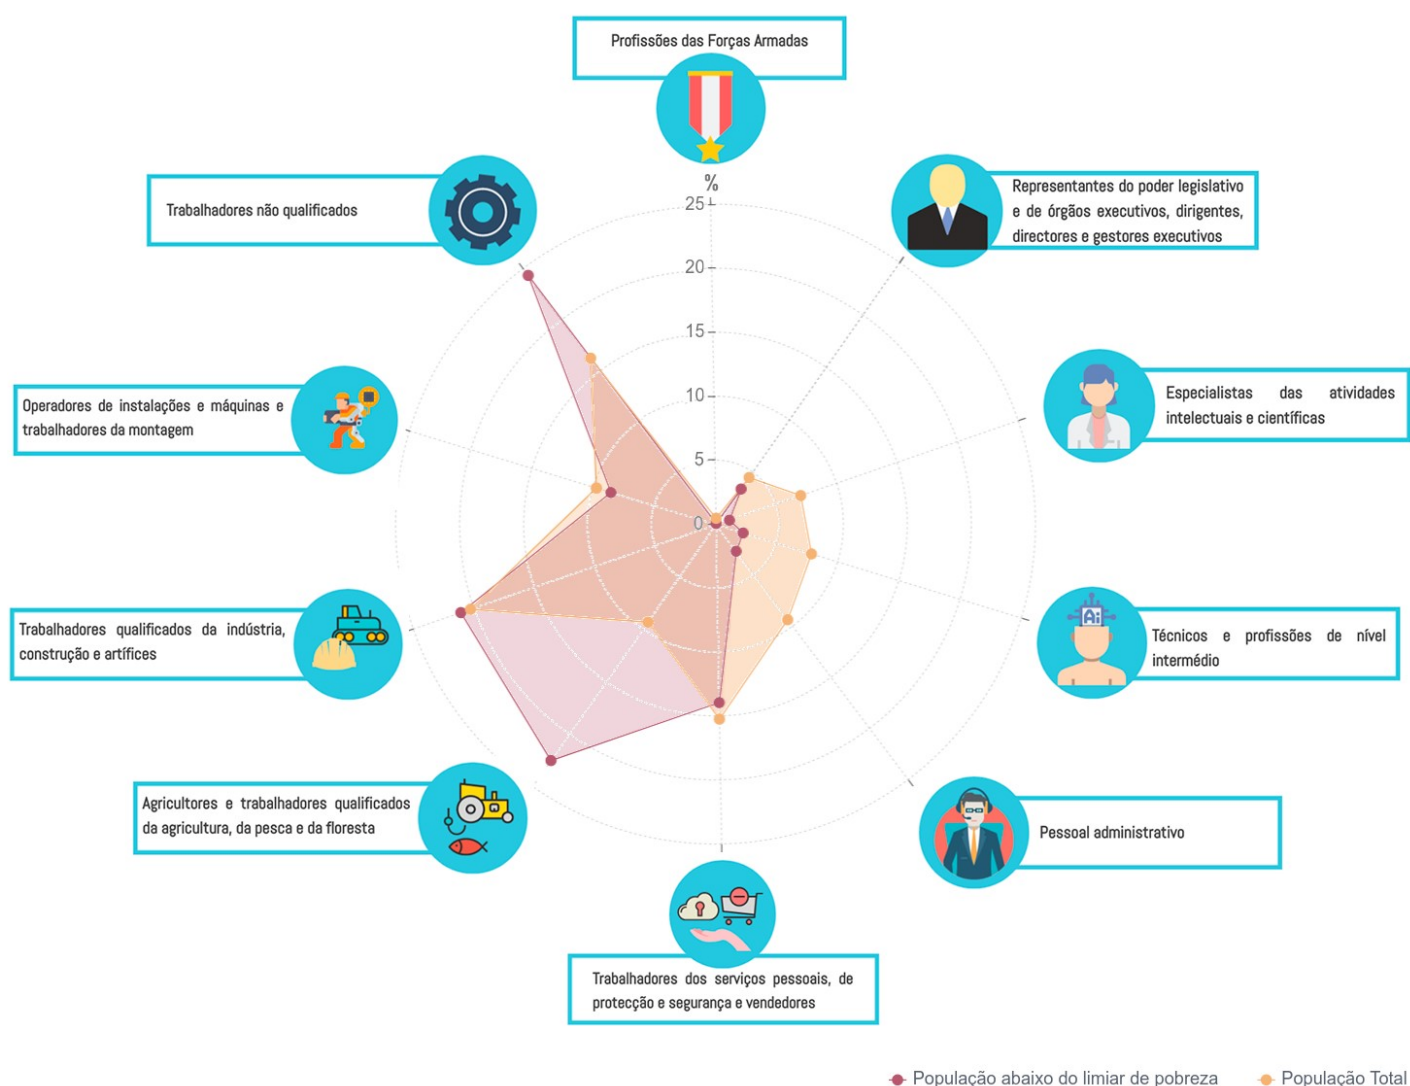 Profissões das Forças Armadas
Representantes do poder legislativo
e de órgãos executivos, dirigentes,
directores e gestores executivos
Trabalhadores não qualificados
%
25
20
15
10
5
0
Especialistas das atividades
intelectuais e científicas
Operadores de instalações e máquinas e
trabalhadores da montagem
Ai
Técnicos e profissões de nível
intermédio
Trabalhadores qualificados da indústria,
construção e artífices
Agricultores e trabalhadores qualificados
da agricultura, da pesca e da floresta
Pessoal administrativo
Trabalhadores dos serviços pessoais, de
protecção e segurança e vendedores
População abaixo do limiar de pobreza
População Total